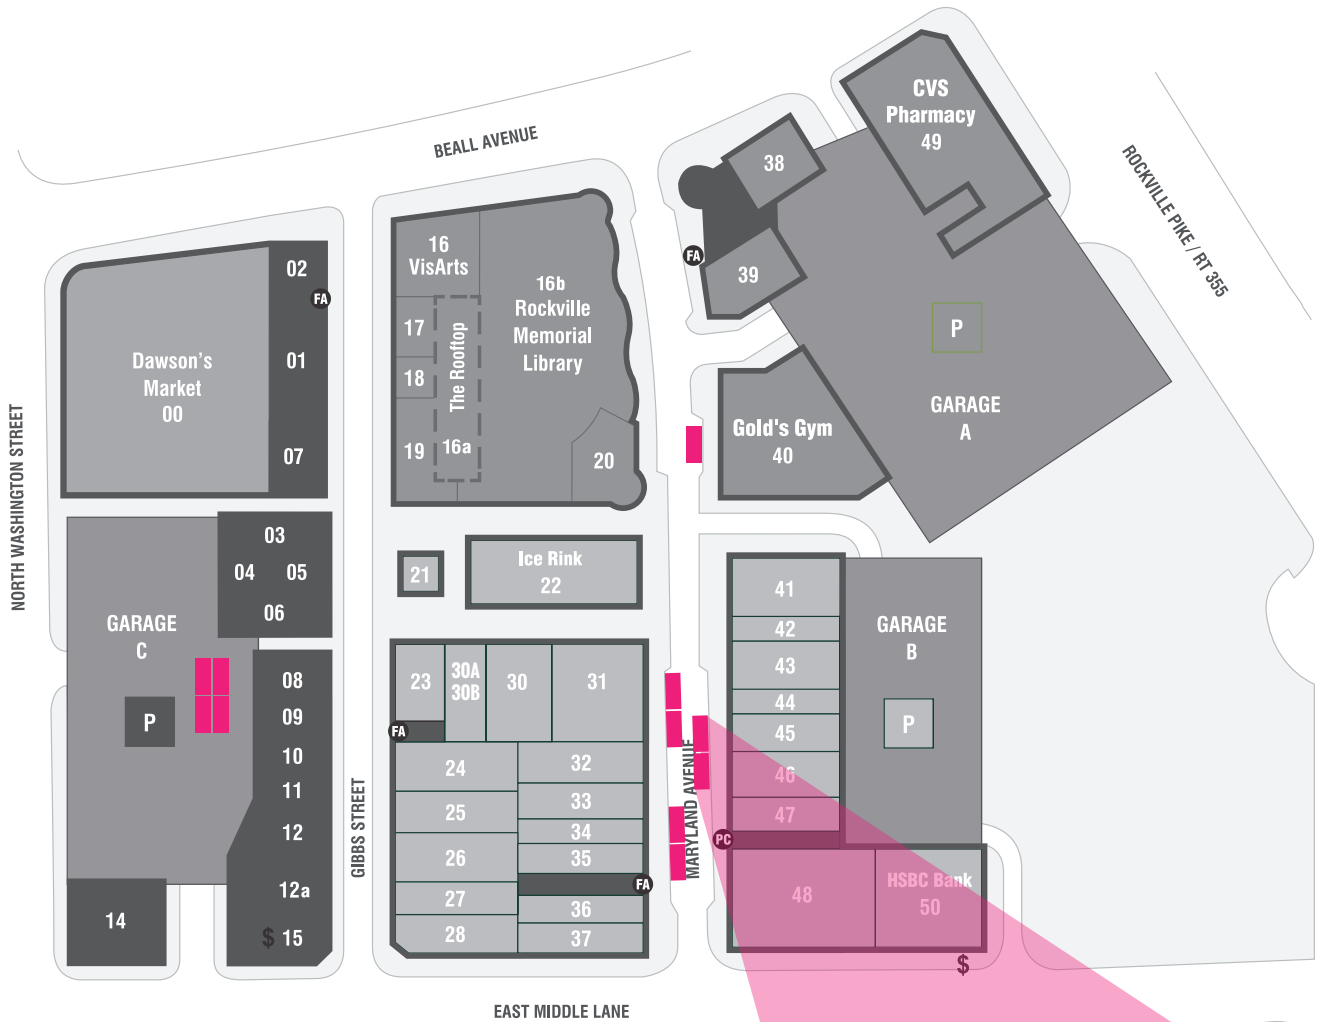 BEALL AVENUE
ROCKVILLE PIKE / RT 355
NORTH WASHINGTON STREET
GIBBS STREET
MARYLAND AVENUE
EAST MIDDLE LANE
02
FA
01
Dawson's
Market
00
07
03
04 05
06
GARAGE
C
P
08
09
10
11
12
12a
$ 15
14
16
VisArts
17
18
19
The Rooftop
16a
16b
Rockville
Memorial
Library
20
21
Ice Rink
22
23
30A
30B
30
31
FA
24
25
26
27
28
32
33
34
35
FA
36
37
38
FA
39
CVS
Pharmacy
49
P
GARAGE
A
Gold's Gym
40
41
42
43
44
45
46
47
PC
48
GARAGE
B
P
HSBC Bank
50
$